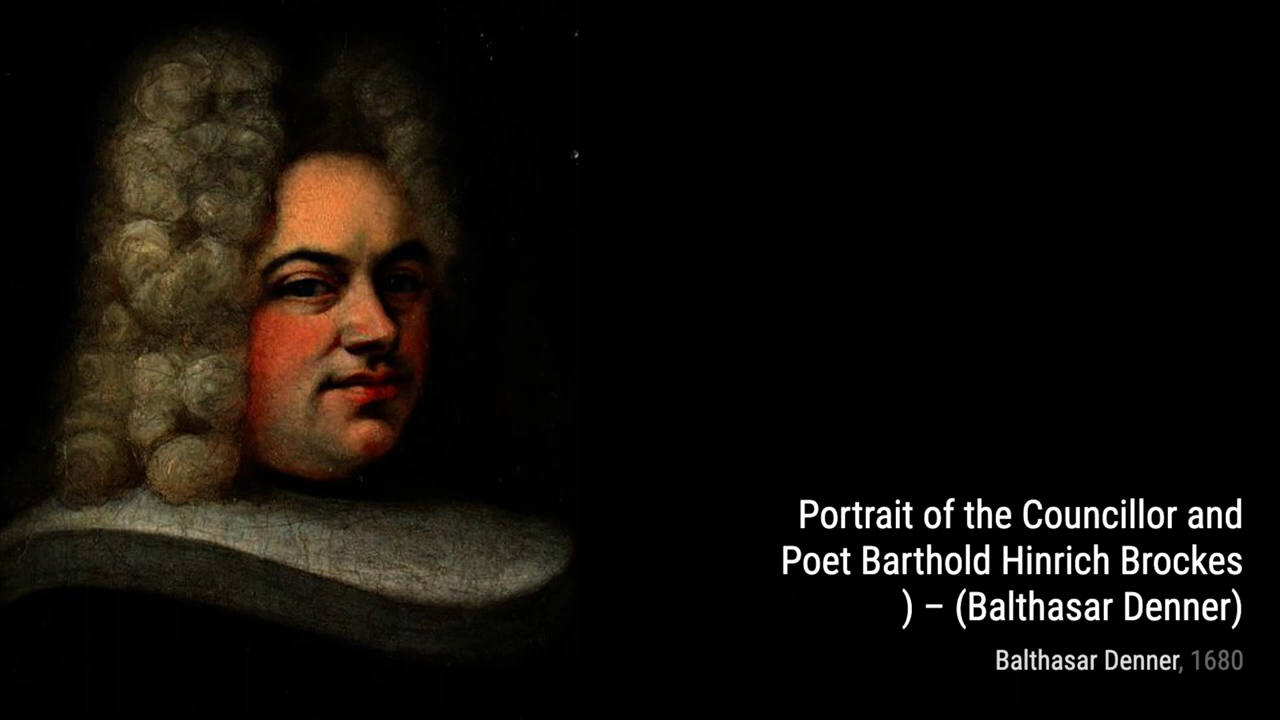 Portrait of the Councillor and
Poet Barthold Hinrich Brockes
) – (Balthasar Denner)
Balthasar Denner, 1680